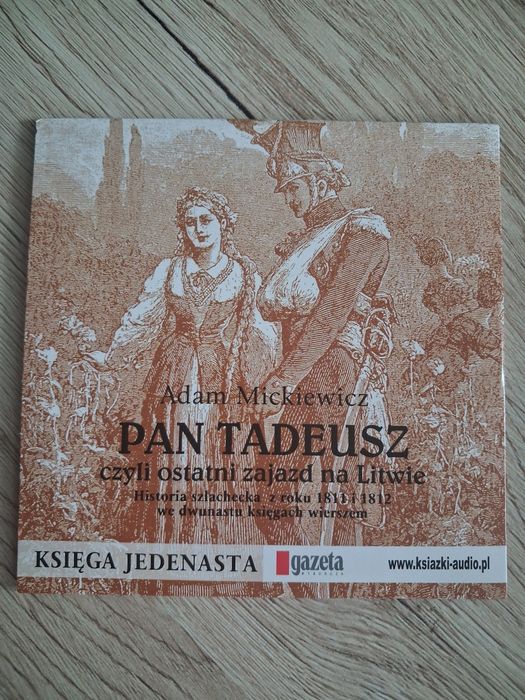 Adam Mickiewicz
PAN TADEUSZ
czyli ostatni zajazd na Litwie
Historia szlachecka z roku 1811 i 1812
we dwunastu księgach wierszem
KSIĘGA JEDENASTA
gazeta
WYBORCZA
www.ksiazki-audio.pl